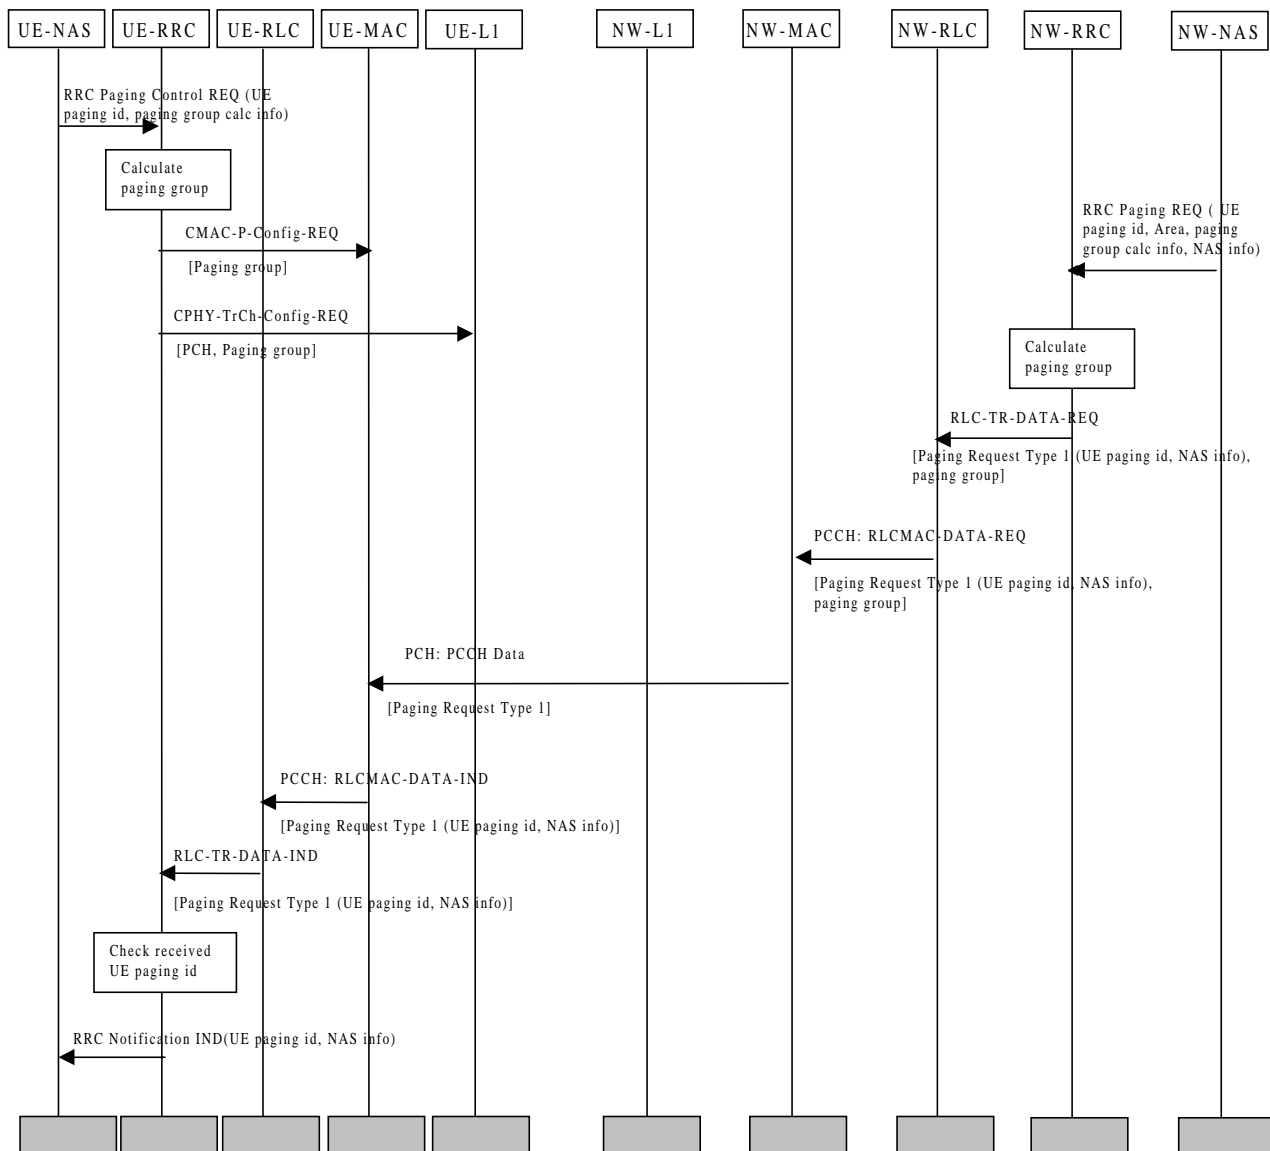 UE-NAS
UE-RRC
UE-RLC
UE-MAC
UE-L1
NW-L1
NW-MAC
NW-RLC
NW-RRC
NW-NAS
RRC Paging Control REQ (UE
paging id, paging group calc info)
Calculate
paging group
RRC Paging REQ ( UE
paging id, Area, paging
group calc info, NAS info)
CMAC-P-Config-REQ
[Paging group]
CPHY-TrCh-Config-REQ
[PCH, Paging group]
Calculate
paging group
RLC-TR-DATA-REQ
[Paging Request Type 1 (UE paging id, NAS info),
paging group]
PCCH: RLCMAC-DATA-REQ
[Paging Request Type 1 (UE paging id, NAS info),
paging group]
PCH: PCCH Data
[Paging Request Type 1]
PCCH: RLCMAC-DATA-IND
[Paging Request Type 1 (UE paging id, NAS info)]
RLC-TR-DATA-IND
[Paging Request Type 1 (UE paging id, NAS info)]
Check received
UE paging id
RRC Notification IND(UE paging id, NAS info)